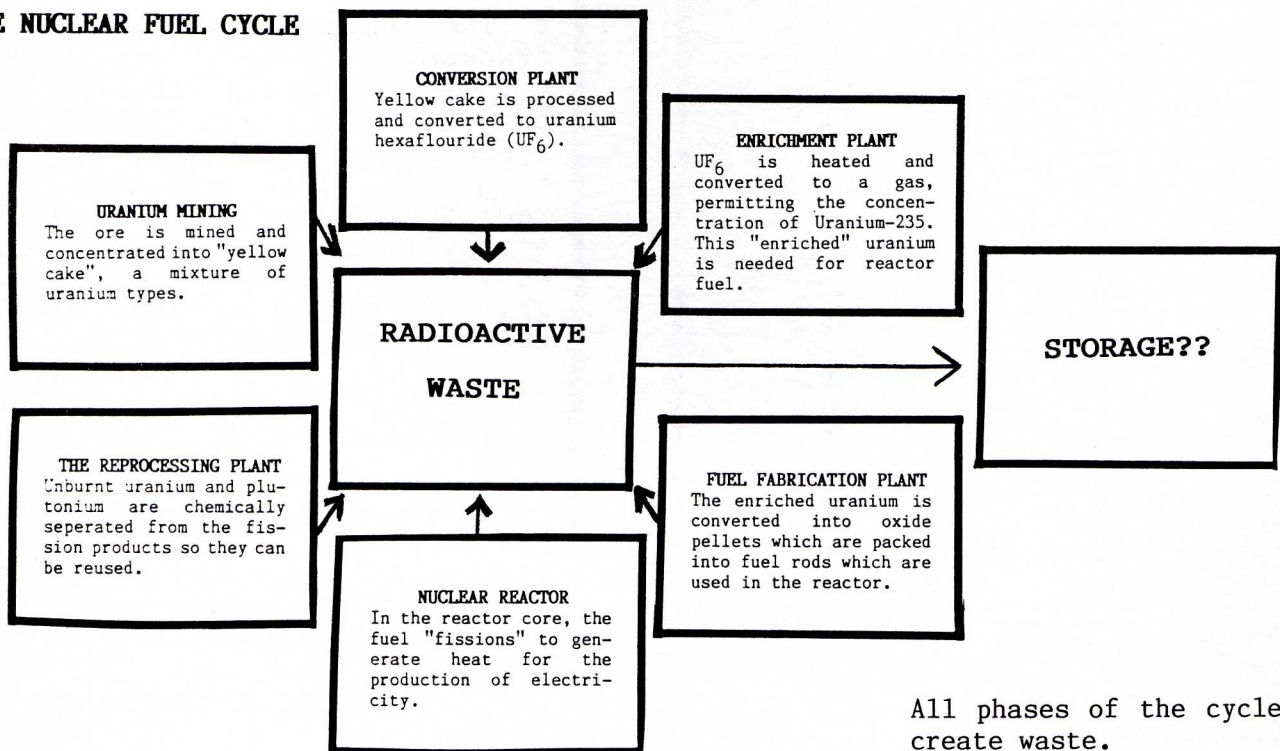 E NUCLEAR FUEL CYCLE
CONVERSION PLANT
Yellow cake is processed
and converted to uranium
hexaflouride (UF6).
ENRICHMENT PLANT
UF6 is heated and
converted to a gas,
permitting the concen-
tration of Uranium-235.
This "enriched" uranium
is needed for reactor
fuel.
URANIUM MINING
The ore is mined and
concentrated into "yellow
cake", a mixture of
uranium types.
RADIOACTIVE
WASTE
STORAGE??
THE REPROCESSING PLANT
Unburnt uranium and plu-
tonium are chemically
seperated from the fis-
sion products so they can
be reused.
FUEL FABRICATION PLANT
The enriched uranium is
converted into oxide
pellets which are packed
into fuel rods which are
used in the reactor.
NUCLEAR REACTOR
In the reactor core, the
fuel "fissions" to gen-
erate heat for the
production of electri-
city.
All phases of the cycle
create waste.